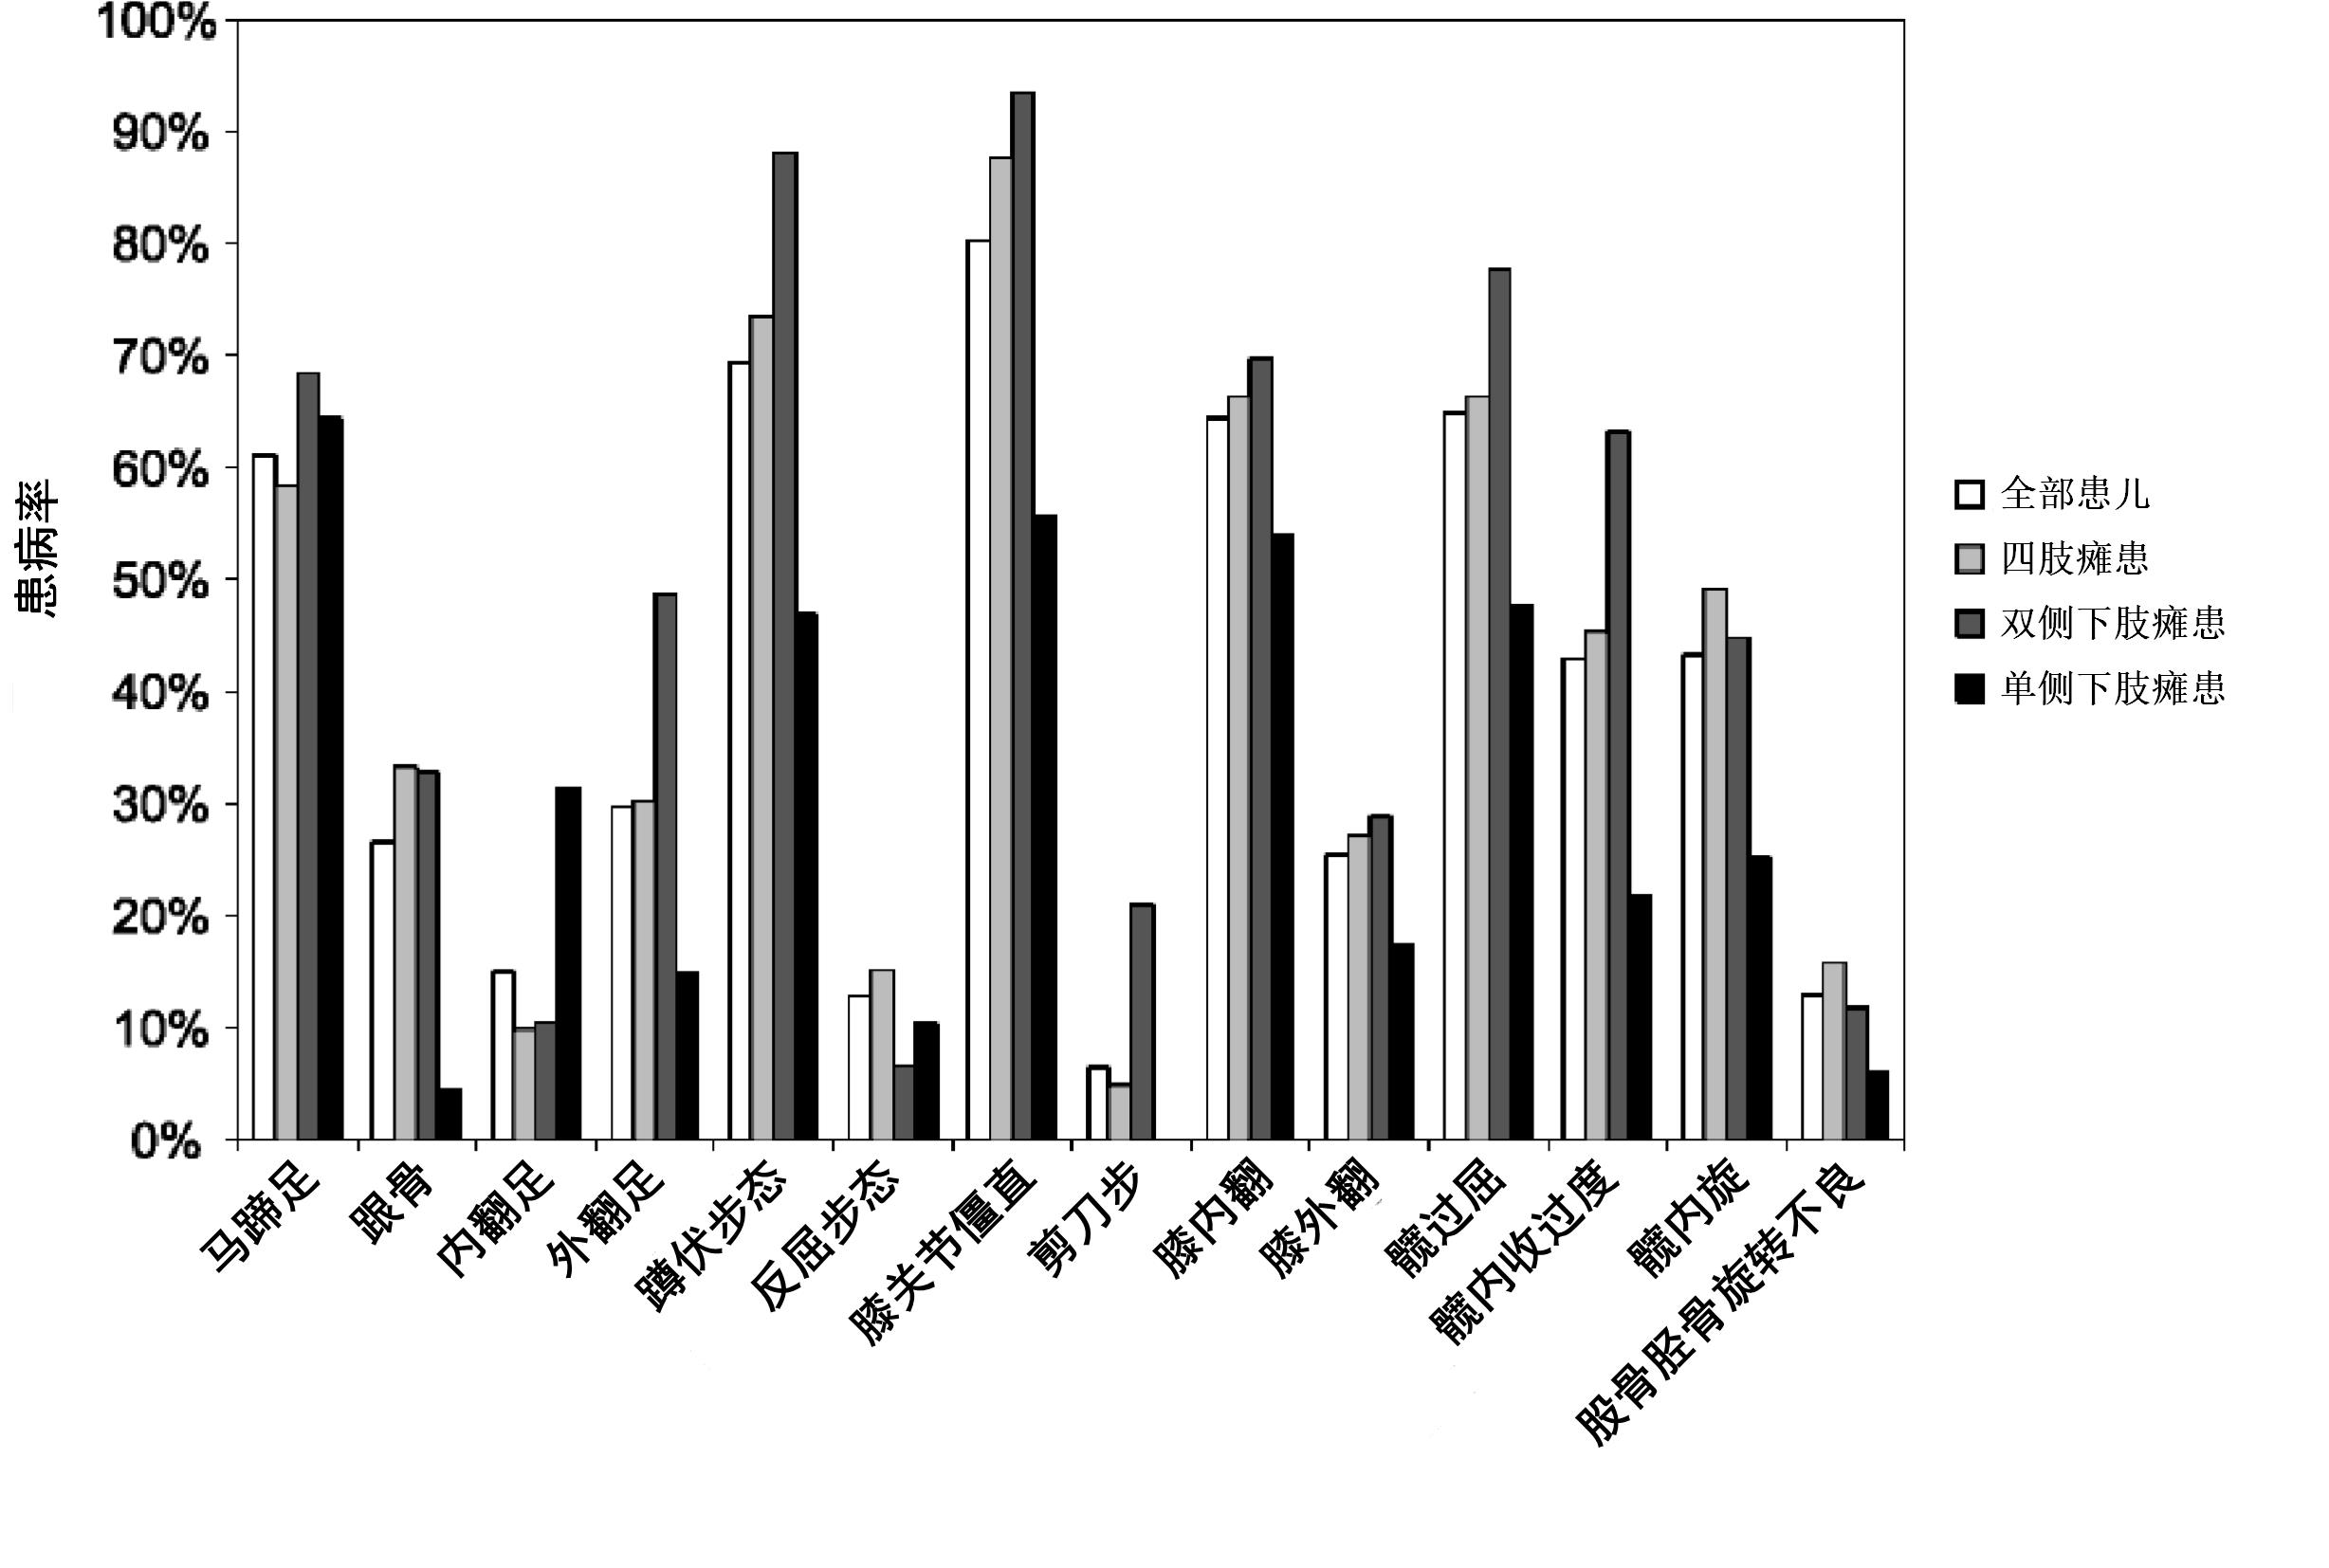 100%
90%
80%
70%
60%
50%
40%
30%
20%
10%
0%
患病率
马蹄足
跟骨
内翻足
外翻足
蹲伏步态
反屈步态
膝关节僵直
剪刀步
膝内翻
膝外翻
髋过屈
髋内收过度
髋内旋
股骨胫骨旋转不良
全部患儿
四肢瘫患
双侧下肢瘫患
单侧下肢瘫患